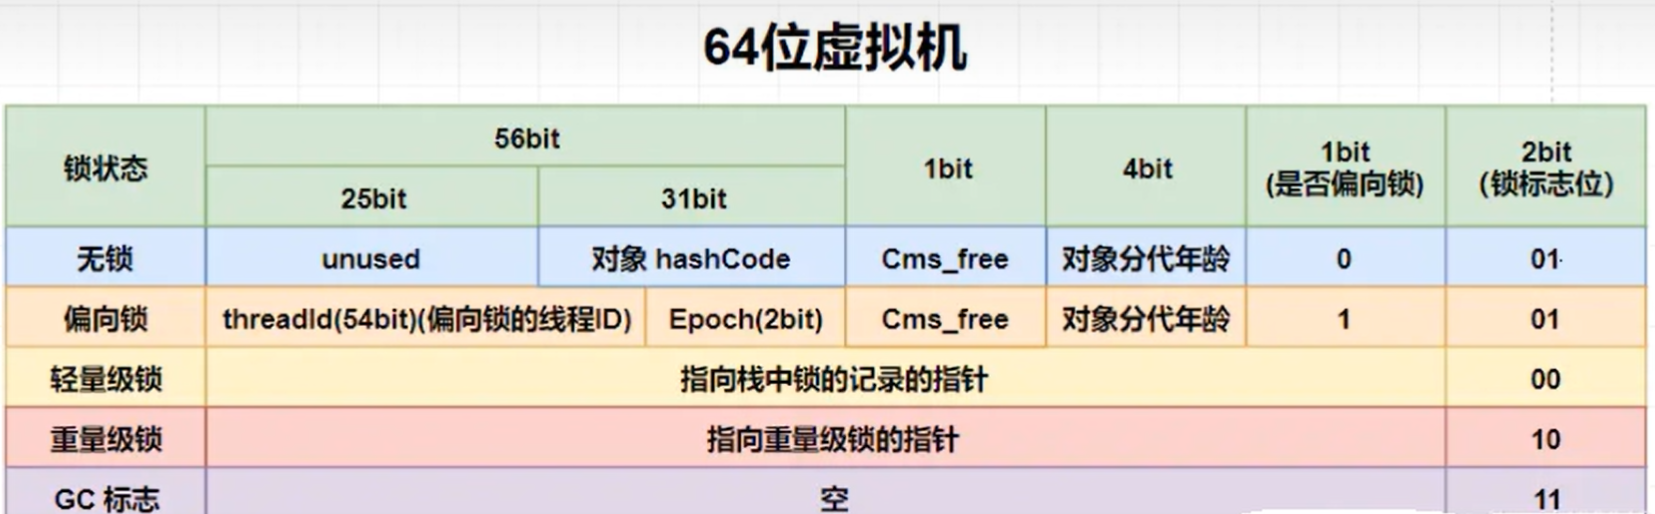 64位虚拟机
锁状态
56bit
25bit
31bit
1bit
4bit
1bit
(是否偏向锁)
2bit
(锁标志位)
无锁
unused
对象 hashCode
Cms_free
对象分代年龄
0
01
偏向锁
threadId(54bit)(偏向锁的线程ID)
Epoch(2bit)
Cms_free
对象分代年龄
1
01
轻量级锁
指向栈中锁的记录的指针
00
重量级锁
指向重量级锁的指针
10
GC 标志
空
11